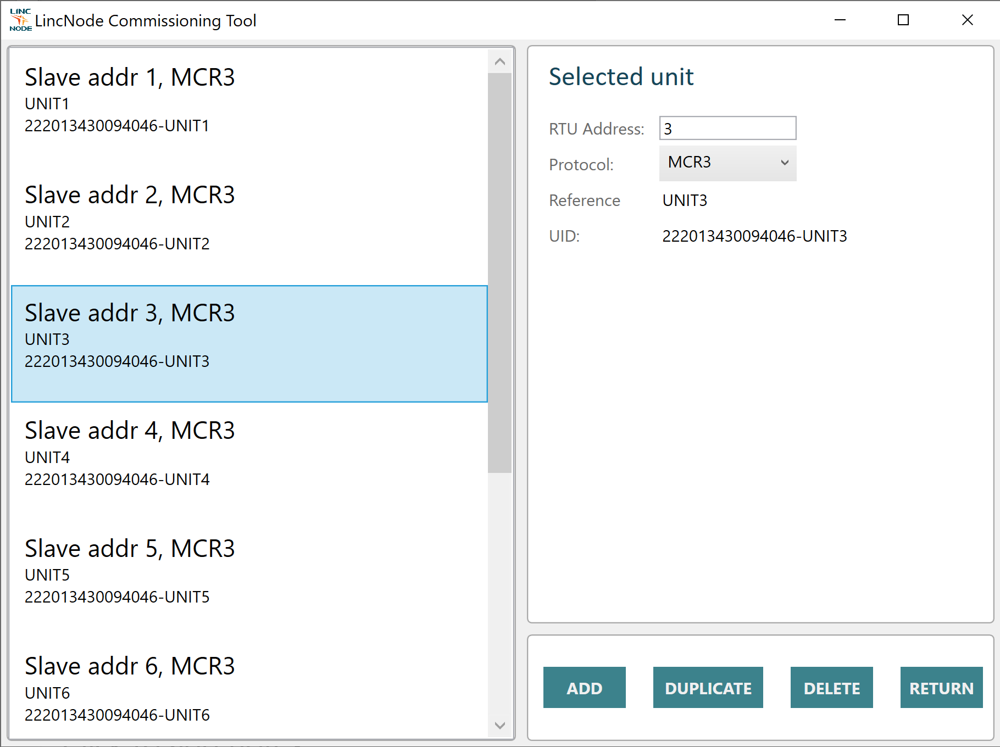 LINC
NODE
LincNode Commissioning Tool
Slave addr 1, MCR3
UNIT1
222013430094046-UNIT1
Slave addr 2, MCR3
UNIT2
222013430094046-UNIT2
Slave addr 3, MCR3
UNIT3
222013430094046-UNIT3
Slave addr 4, MCR3
UNIT4
222013430094046-UNIT4
Slave addr 5, MCR3
UNIT5
222013430094046-UNIT5
Slave addr 6, MCR3
UNIT6
222013430094046-UNIT6
Selected unit
RTU Address: 3
Protocol: MCR3
Reference UNIT3
UID: 222013430094046-UNIT3
ADD DUPLICATE DELETE RETURN